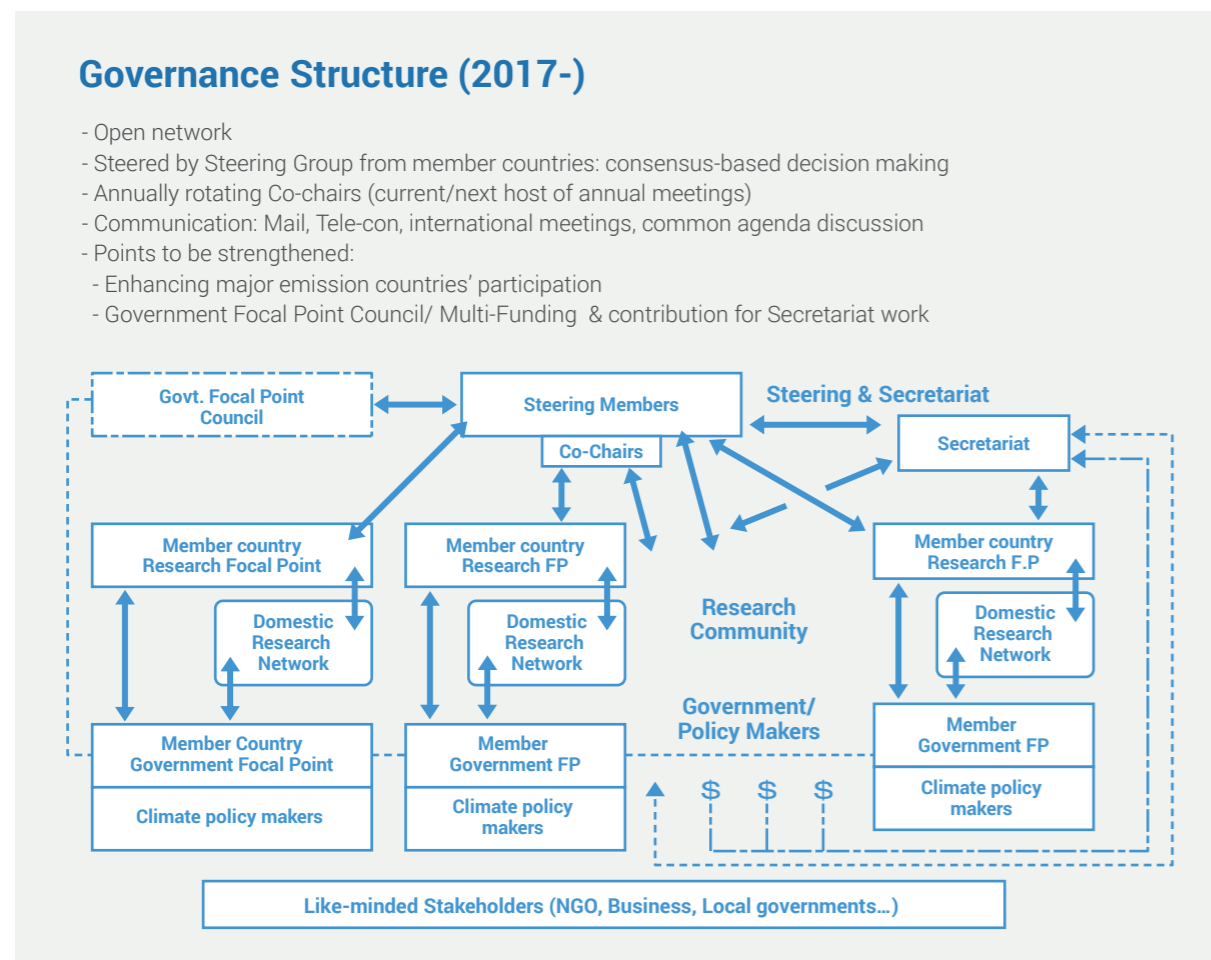 Governance Structure (2017-)
- Open network
- Steered by Steering Group from member countries: consensus-based decision making
- Annually rotating Co-chairs (current/next host of annual meetings)
- Communication: Mail, Tele-con, international meetings, common agenda discussion
- Points to be strengthened:
- Enhancing major emission countries’ participation
- Government Focal Point Council/ Multi-Funding & contribution for Secretariat work
Govt. Focal Point
Council
Steering Members
Co-Chairs
Steering & Secretariat
Secretariat
Member country
Research Focal Point
Member country
Research FP
Member country
Research F.P
Domestic
Research
Network
Domestic
Research
Network
Research
Community
Domestic
Research
Network
Government/
Policy Makers
Member Country
Government Focal Point
Member
Government FP
Member
Government FP
Climate policy makers
Climate policy
makers
$ $ $
Climate policy
makers
Like-minded Stakeholders (NGO, Business, Local governments…)